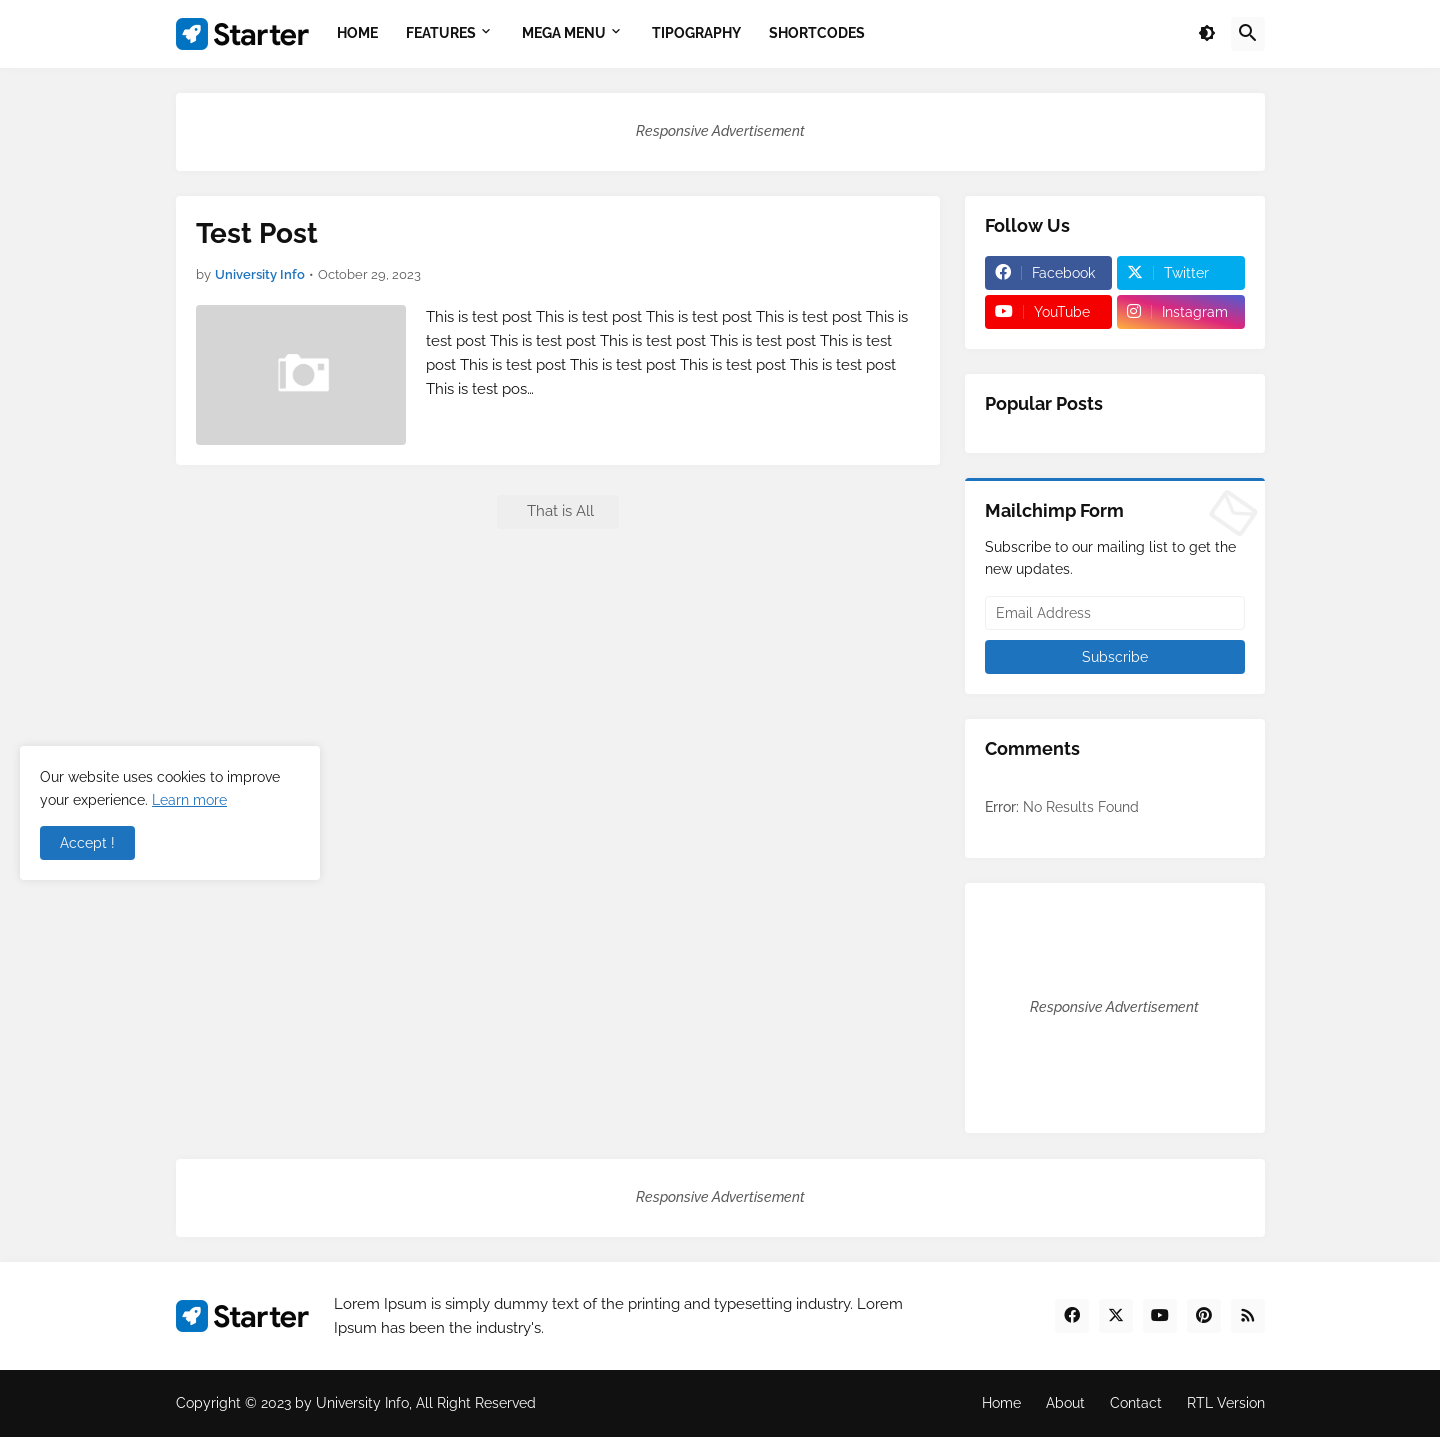 Starter HOME FEATURES MEGA MENU TIPOGRAPHY SHORTCODES
Responsive Advertisement
Test Post
by University Info • October 29, 2023
This is test post This is test post This is test post This is test post This is
test post This is test post This is test post This is test post This is test
post This is test post This is test post This is test post This is test post
This is test pos…
That is All
Follow Us
Facebook Twitter
YouTube Instagram
Popular Posts
Mailchimp Form
Subscribe to our mailing list to get the
new updates.
Email Address
Subscribe
Comments
Error: No Results Found
Responsive Advertisement
Our website uses cookies to improve
your experience. Learn more
Accept !
Responsive Advertisement
Starter
Lorem Ipsum is simply dummy text of the printing and typesetting industry. Lorem
Ipsum has been the industry's.
Copyright © 2023 by University Info, All Right Reserved
Home About Contact RTL Version